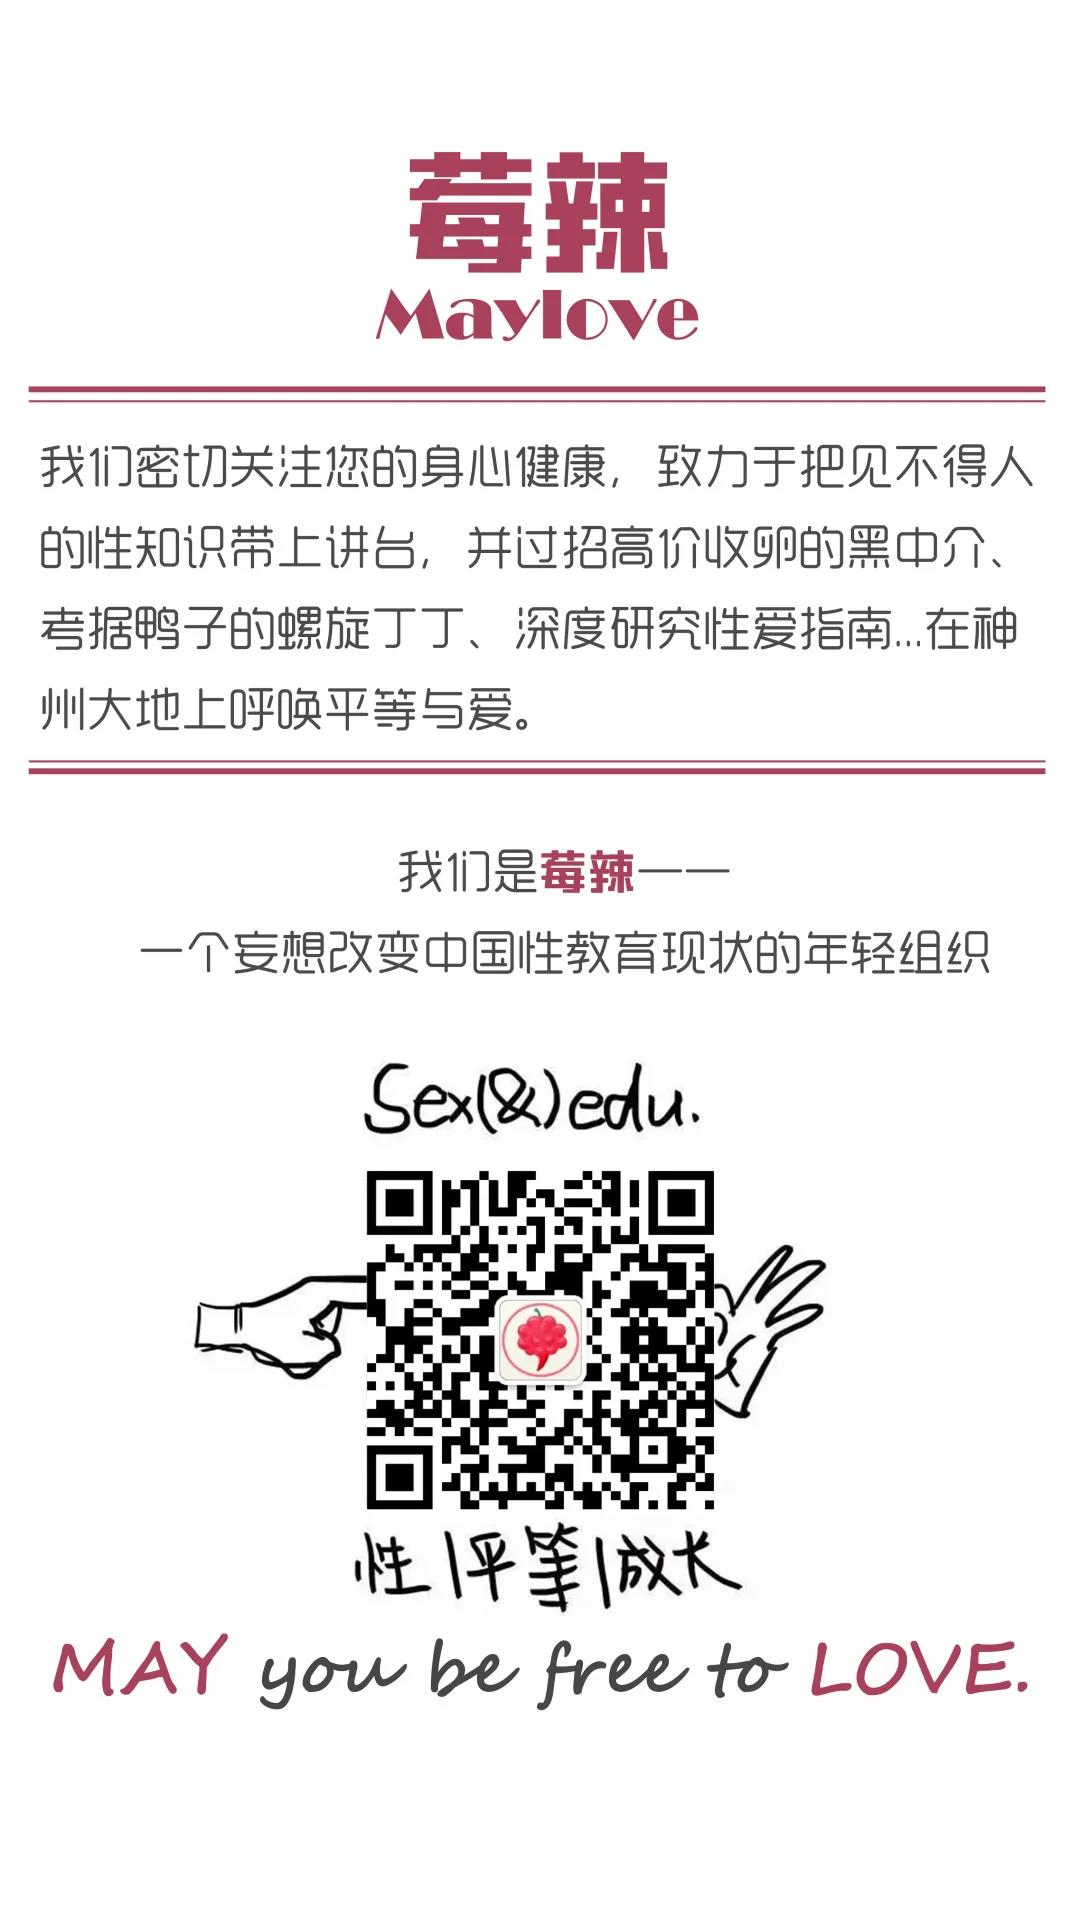 莓辣
Maylove
我们密切关注您的身心健康，致力于把见不得人
的性知识带上讲台，并过招高价收卵的黑中介、
考据鸭子的螺旋丁丁、深度研究性爱指南...在神
州大地上呼唤平等与爱。
我们是莓辣——
一个妄想改变中国性教育现状的年轻组织
Sex(&)edu.
性|平等|成长
MAY you be free to LOVE.